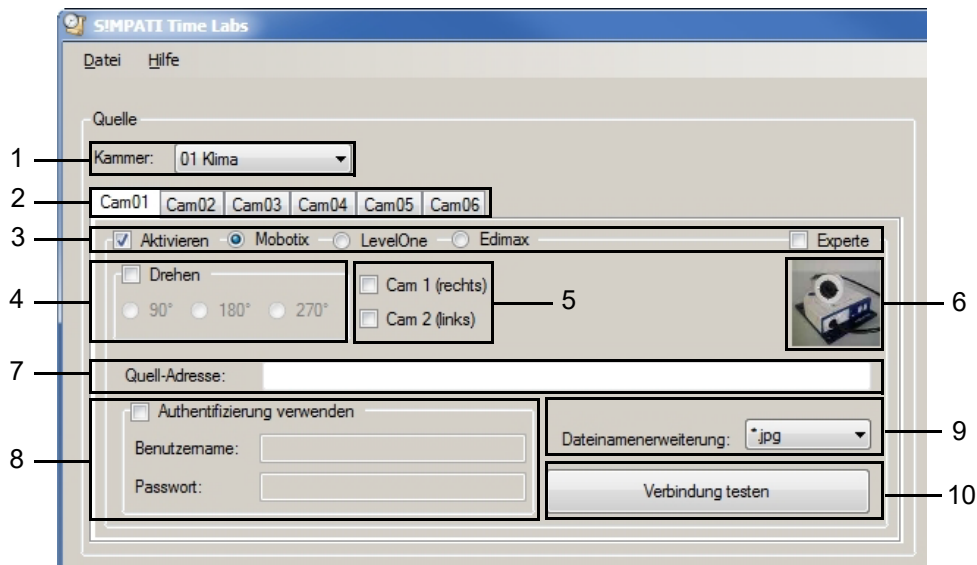 S!MPATI Time Labs
Datei Hilfe
Quelle
1 Kammer: 01 Klima
2 Cam01 Cam02 Cam03 Cam04 Cam05 Cam06
3 Aktivieren Mobotix LevelOne Edimax Experte
4 Drehen
90° 180° 270°
Cam 1 (rechts)
Cam 2 (links)
5
6
7 Quell-Adresse:
8 Authentifizierung verwenden
Benutzername:
Passwort:
Dateinamenerweiterung: *.jpg 9
Verbindung testen 10